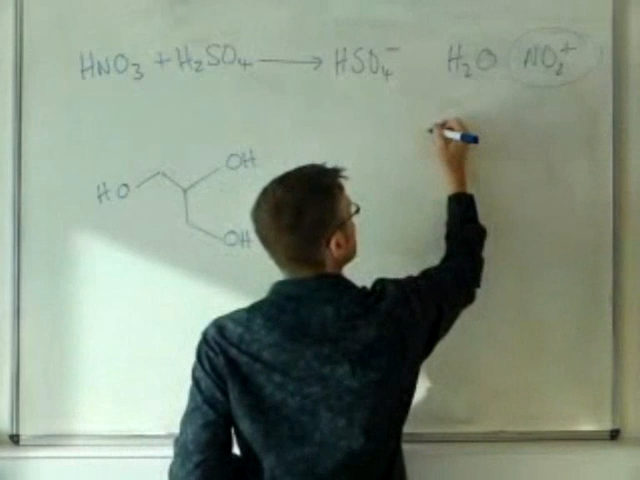 HNO₃ + H₂SO₄ ⟶ HSO₄⁻ H₂O NO₂⁺
OH
HO
OH